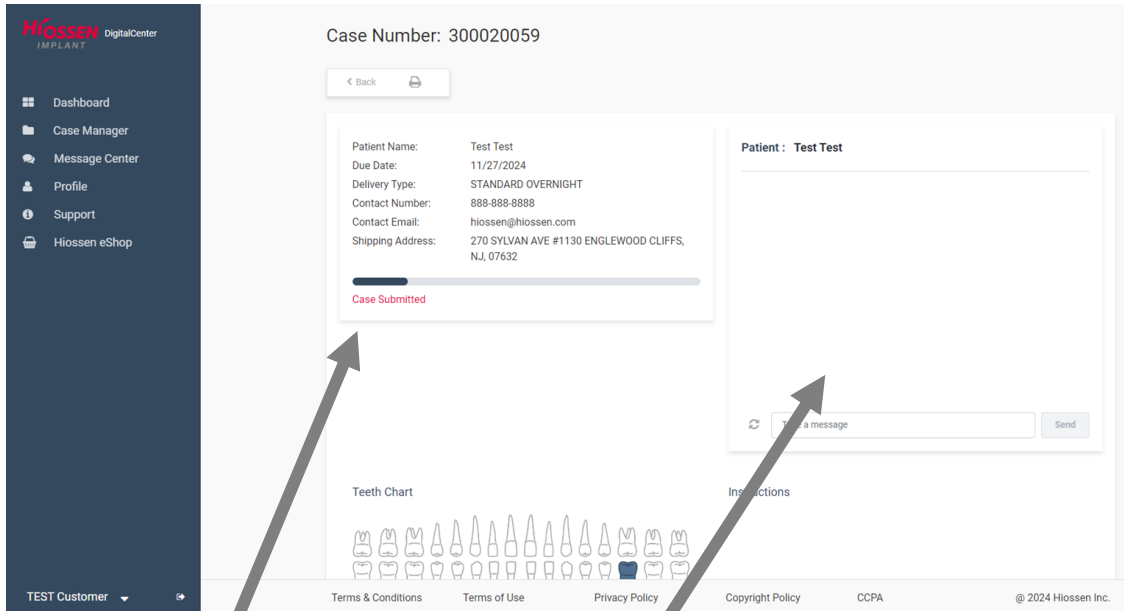 HiOSSEN DigitalCenter
IMPLANT
Dashboard
Case Manager
Message Center
Profile
Support
Hiossen eShop
TEST Customer
Case Number: 300020059
Back
Patient Name: Test Test
Due Date: 11/27/2024
Delivery Type: STANDARD OVERNIGHT
Contact Number: 888-888-8888
Contact Email: hiossen@hiossen.com
Shipping Address: 270 SYLVAN AVE #1130 ENGLEWOOD CLIFFS,
NJ, 07632
Case Submitted
Patient : Test Test
a message
Send
Teeth Chart
Terms & Conditions Terms of Use Privacy Policy Copyright Policy CCPA @ 2024 Hiossen Inc.